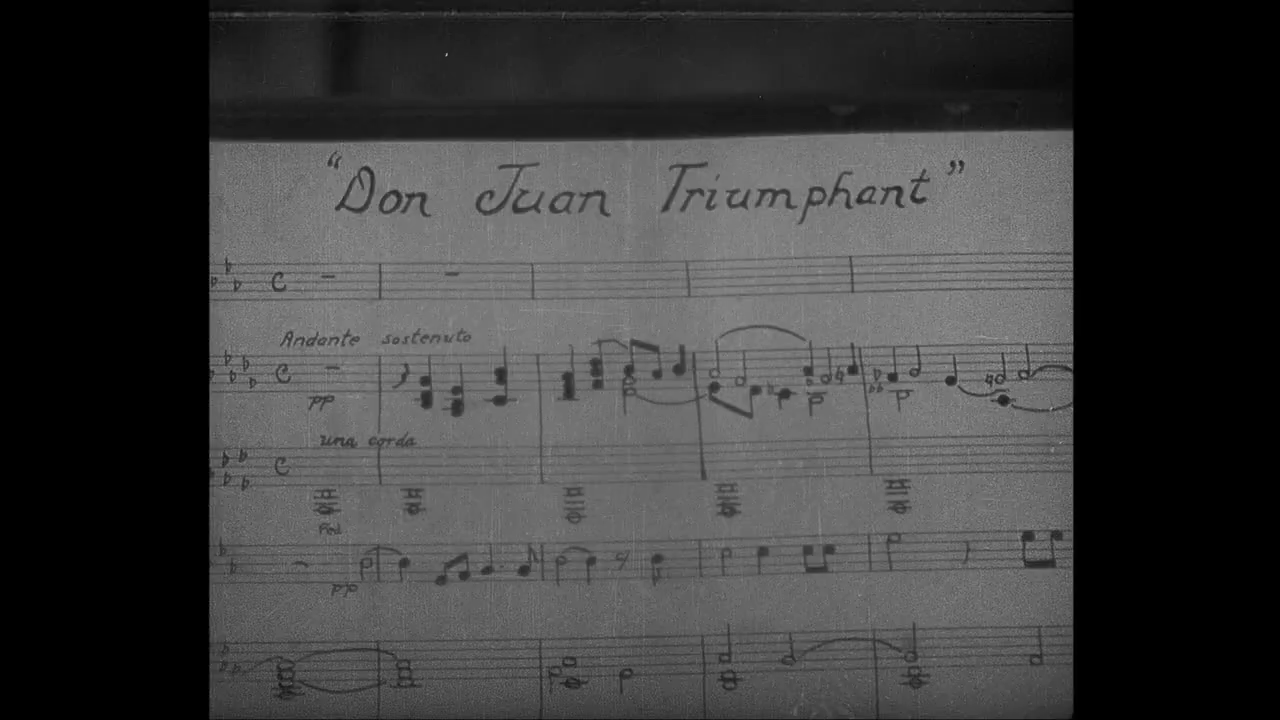 “Don Juan Triumphant”
Andante sostenuto
pp
una corda
Ped
pp